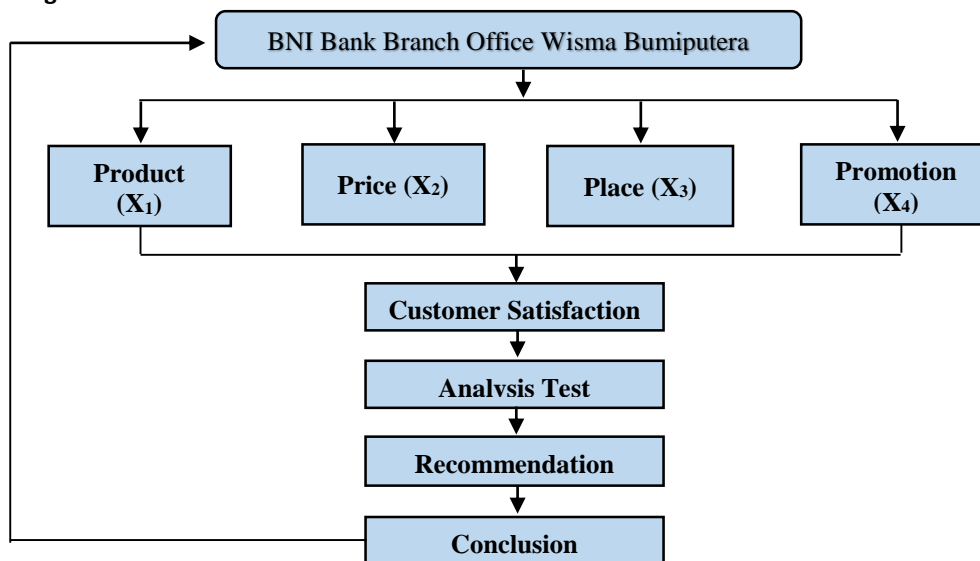 BNI Bank Branch Office Wisma Bumiputera
Product
(X₁)
Price (X₂)
Place (X₃)
Promotion
(X₄)
Customer Satisfaction
Analysis Test
Recommendation
Conclusion